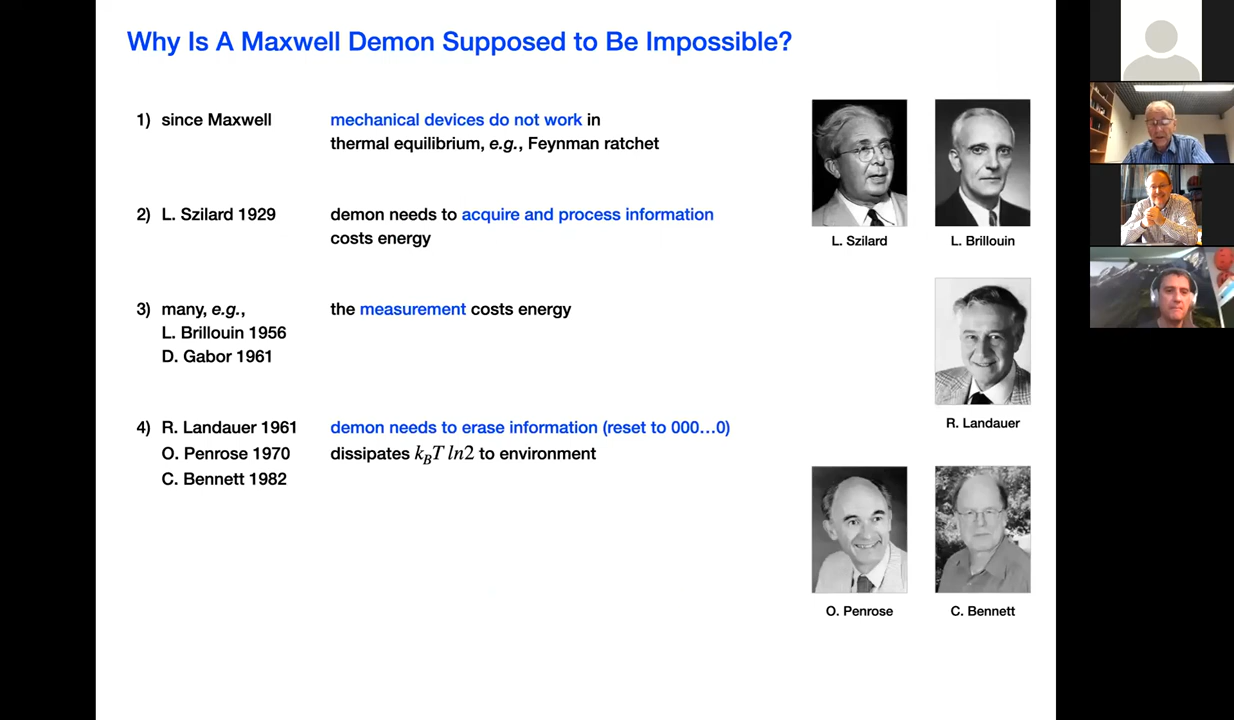 Why Is A Maxwell Demon Supposed to Be Impossible?
1) since Maxwell
mechanical devices do not work in
thermal equilibrium, e.g., Feynman ratchet
2) L. Szilard 1929
demon needs to acquire and process information
costs energy
3) many, e.g.,
L. Brillouin 1956
D. Gabor 1961
the measurement costs energy
4) R. Landauer 1961
O. Penrose 1970
C. Bennett 1982
demon needs to erase information (reset to 000…0)
dissipates k_BT ln2 to environment
L. Szilard
L. Brillouin
R. Landauer
O. Penrose
C. Bennett